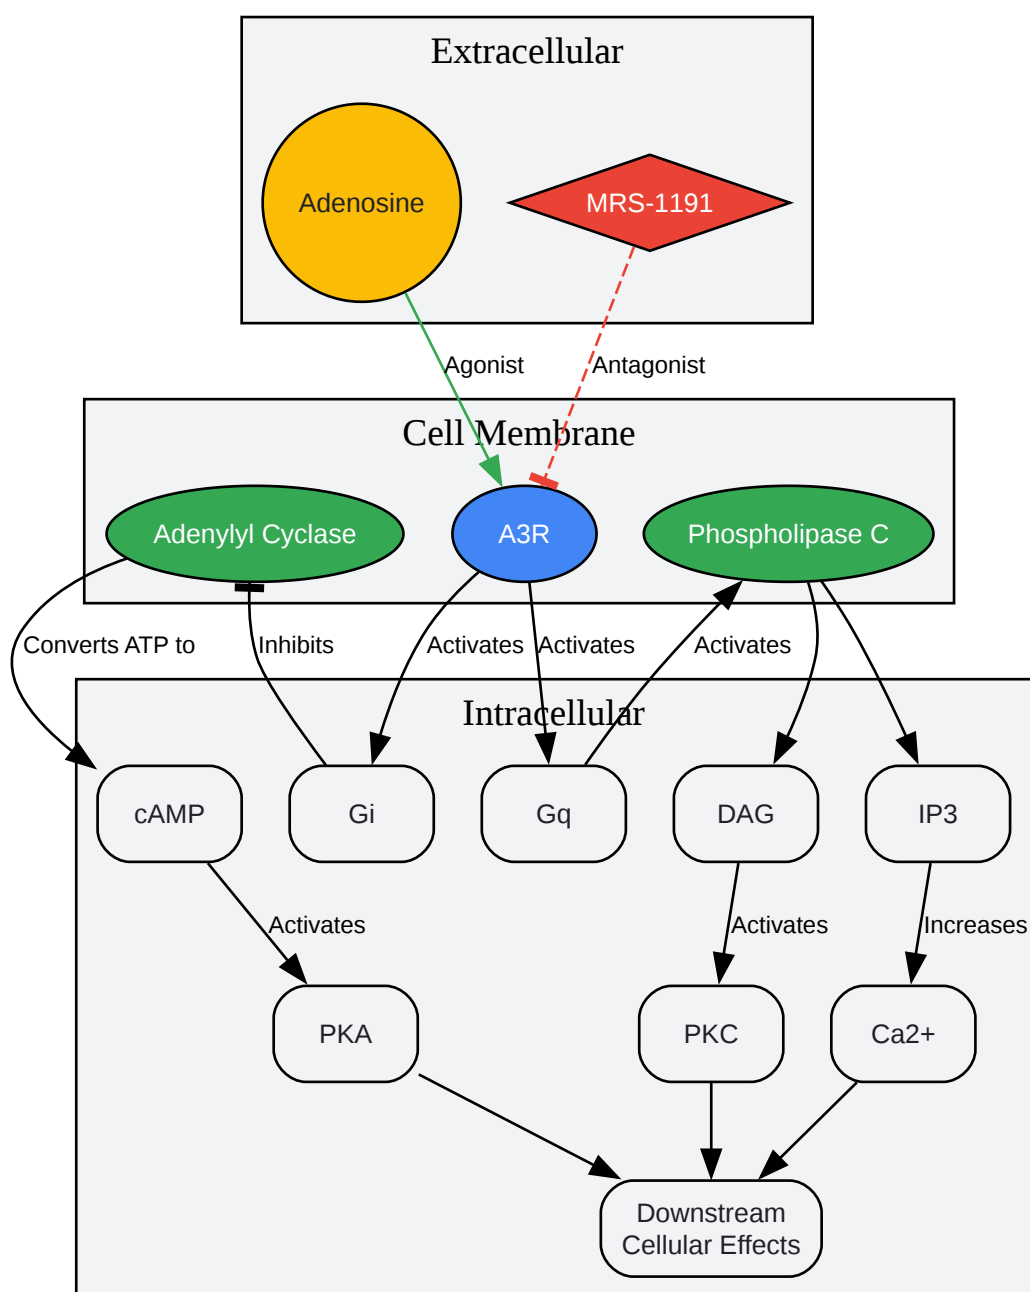 Extracellular
Adenosine
MRS-1191
Agonist
Antagonist
Cell Membrane
Adenylyl Cyclase
A3R
Phospholipase C
Converts ATP to
Inhibits
Activates
Activates
Activates
Intracellular
cAMP
Gi
Gq
DAG
IP3
Activates
Activates
Increases
PKA
PKC
Ca2+
Downstream
Cellular Effects